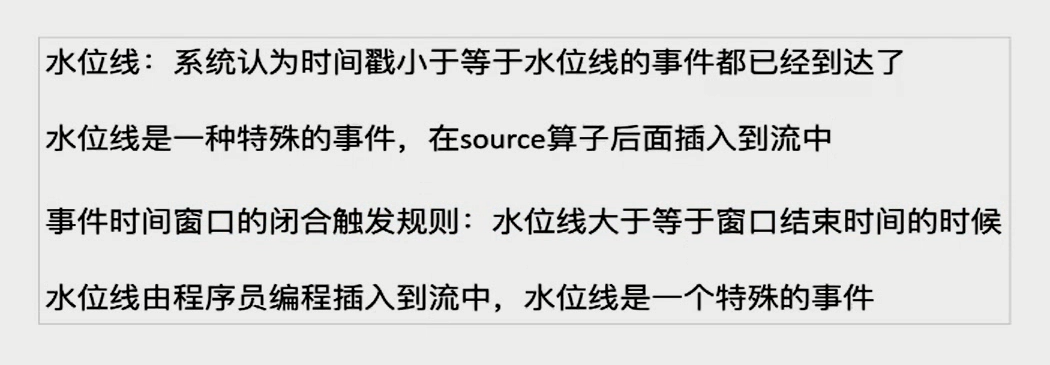 水位线：系统认为时间戳小于等于水位线的事件都已经到达了
水位线是一种特殊的事件，在source算子后面插入到流中
事件时间窗口的闭合触发规则：水位线大于等于窗口结束时间的时候
水位线由程序员编程插入到流中，水位线是一个特殊的事件